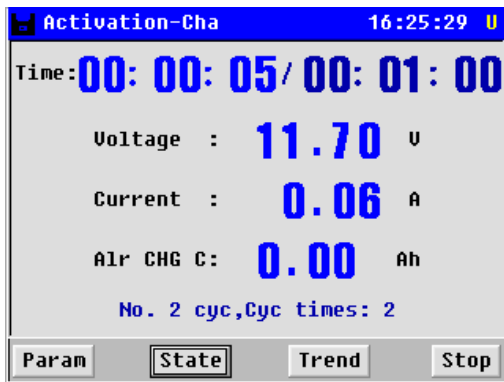 Activation-Cha 16:25:29 U
Time:00: 00: 05/ 00: 01: 00
Voltage : 11.70 V
Current : 0.06 A
Alr CHG C: 0.00 Ah
No. 2 cyc,Cyc times: 2
Param State Trend Stop